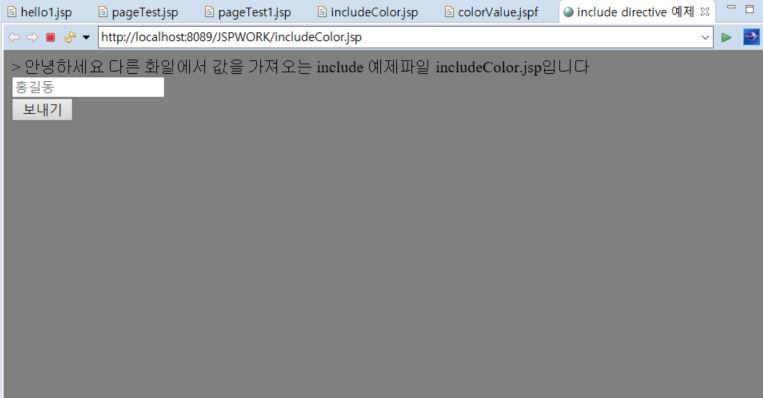 hello1.jsp pageTest.jsp pageTest1.jsp includeColor.jsp colorValue.jspf include directive 예제
http://localhost:8089/JSPWORK/includeColor.jsp
> 안녕하세요 다른 화일에서 값을 가져오는 include 예제파일 includeColor.jsp입니다
홍길동
보내기